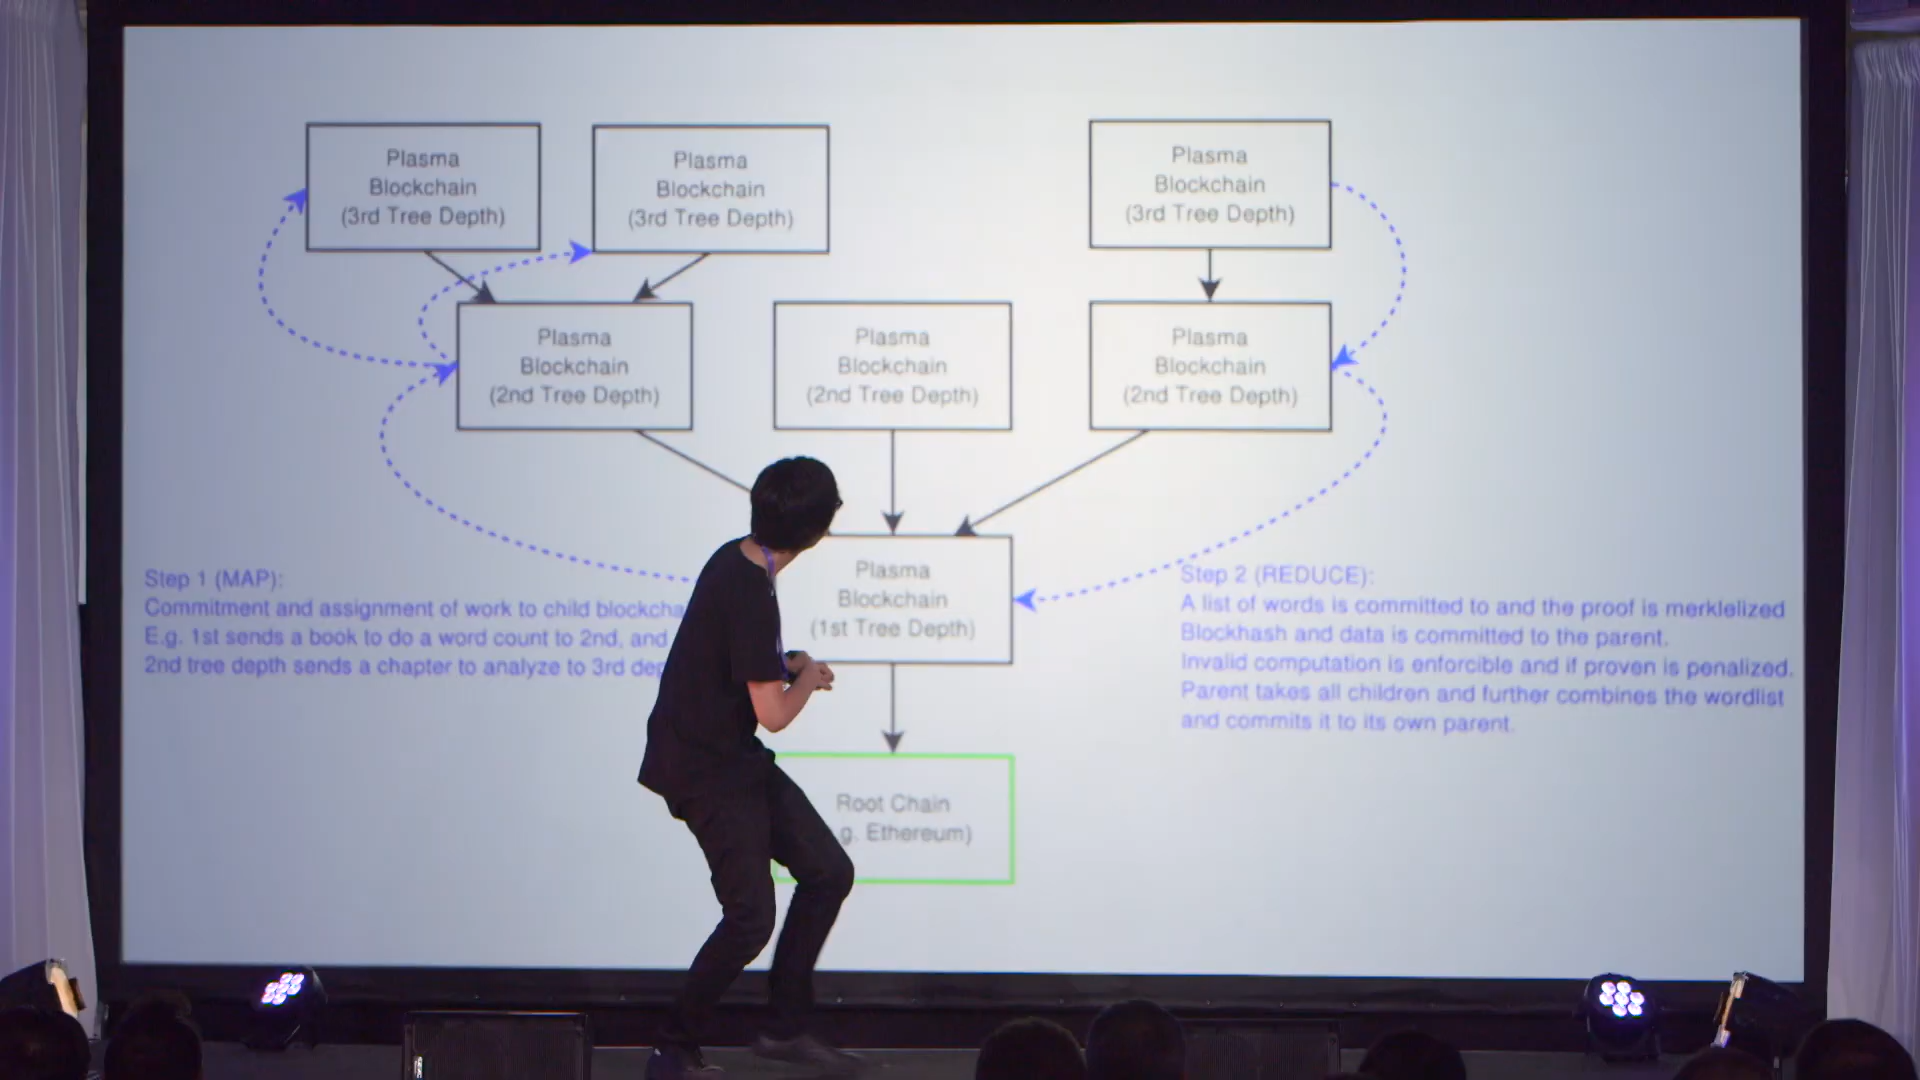 Plasma
Blockchain
(3rd Tree Depth)
Plasma
Blockchain
(3rd Tree Depth)
Plasma
Blockchain
(3rd Tree Depth)
Plasma
Blockchain
(2nd Tree Depth)
Plasma
Blockchain
(2nd Tree Depth)
Plasma
Blockchain
(2nd Tree Depth)
Plasma
Blockchain
(1st Tree Depth)
Step 1 (MAP):
Commitment and assignment of work to child blockcha
E.g. 1st sends a book to do a word count to 2nd, and
2nd tree depth sends a chapter to analyze to 3rd dep
Step 2 (REDUCE):
A list of words is committed to and the proof is merklelized
Blockhash and data is committed to the parent.
Invalid computation is enforcible and if proven is penalized.
Parent takes all children and further combines the wordlist
and commits it to its own parent.
Root Chain
g. Ethereum)